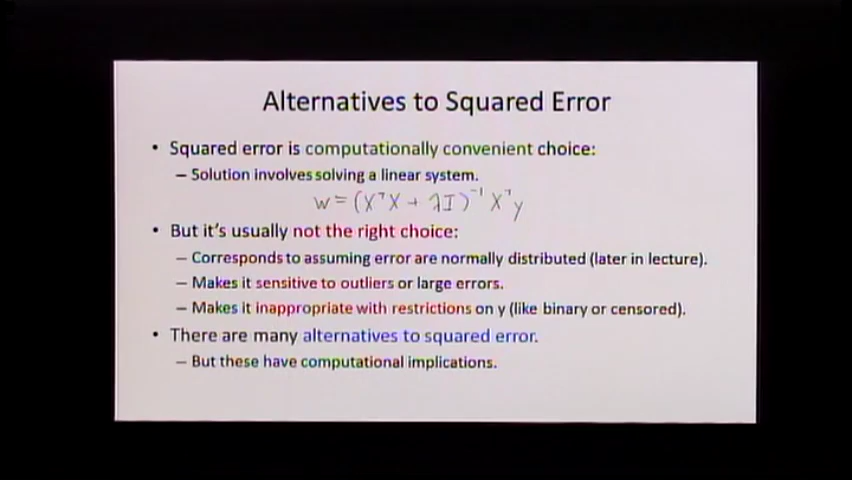 Alternatives to Squared Error
• Squared error is computationally convenient choice:
– Solution involves solving a linear system.
w = (XᵀX + λI)⁻¹ Xᵀy
• But it's usually not the right choice:
– Corresponds to assuming error are normally distributed (later in lecture).
– Makes it sensitive to outliers or large errors.
– Makes it inappropriate with restrictions on y (like binary or censored).
• There are many alternatives to squared error.
– But these have computational implications.